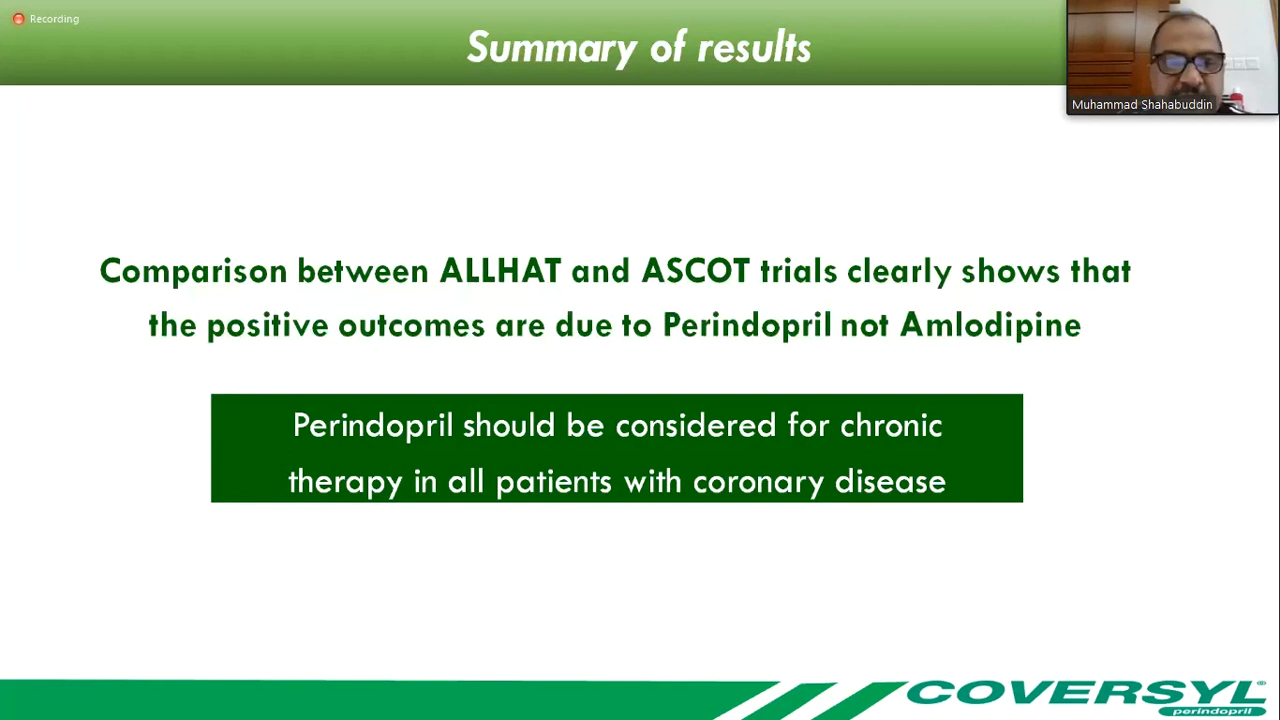 Recording
Summary of results
Muhammad Shahabuddin
Comparison between ALLHAT and ASCOT trials clearly shows that
the positive outcomes are due to Perindopril not Amlodipine
Perindopril should be considered for chronic
therapy in all patients with coronary disease
COVERSYL®
perindopril